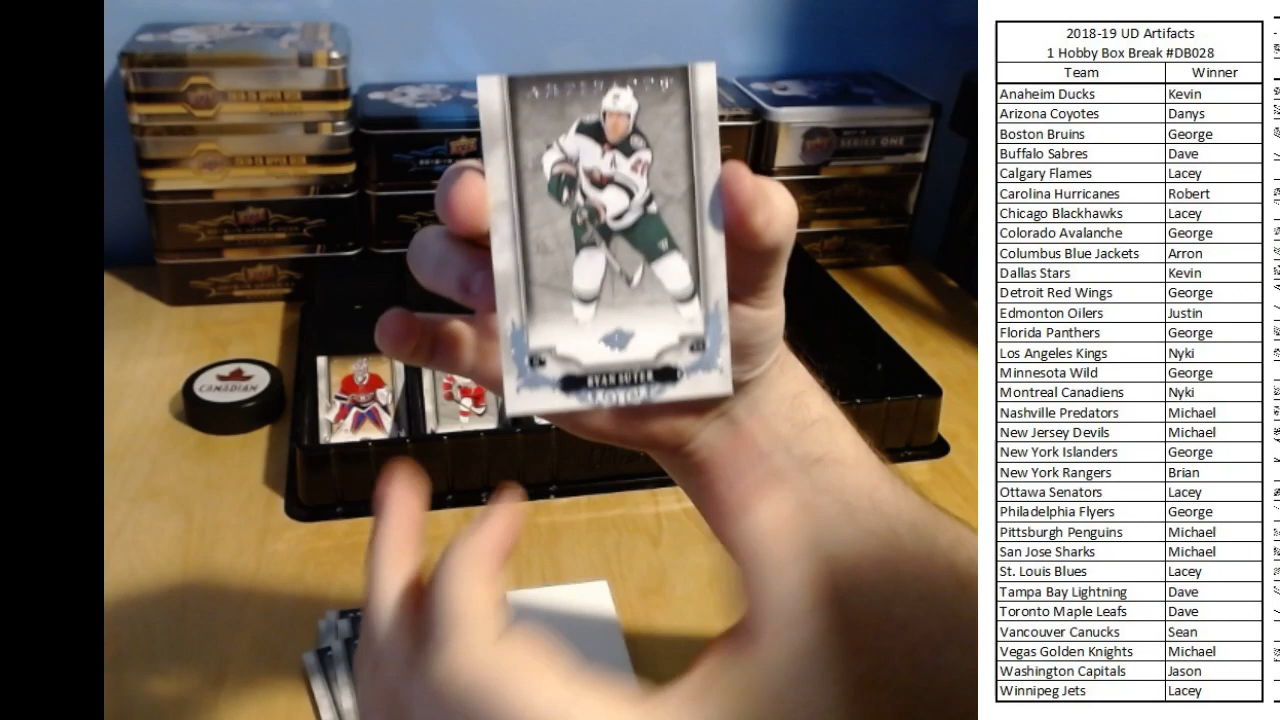 2018-19 UD Artifacts
1 Hobby Box Break #DB028
Team Winner
Anaheim Ducks Kevin
Arizona Coyotes Danys
Boston Bruins George
Buffalo Sabres Dave
Calgary Flames Lacey
Carolina Hurricanes Robert
Chicago Blackhawks Lacey
Colorado Avalanche George
Columbus Blue Jackets Arron
Dallas Stars Kevin
Detroit Red Wings George
Edmonton Oilers Justin
Florida Panthers George
Los Angeles Kings Nyki
Minnesota Wild George
Montreal Canadiens Nyki
Nashville Predators Michael
New Jersey Devils Michael
New York Islanders George
New York Rangers Brian
Ottawa Senators Lacey
Philadelphia Flyers George
Pittsburgh Penguins Michael
San Jose Sharks Michael
St. Louis Blues Lacey
Tampa Bay Lightning Dave
Toronto Maple Leafs Dave
Vancouver Canucks Sean
Vegas Golden Knights Michael
Washington Capitals Jason
Winnipeg Jets Lacey
SERIES ONE
CANADIAN
RYAN SUTER